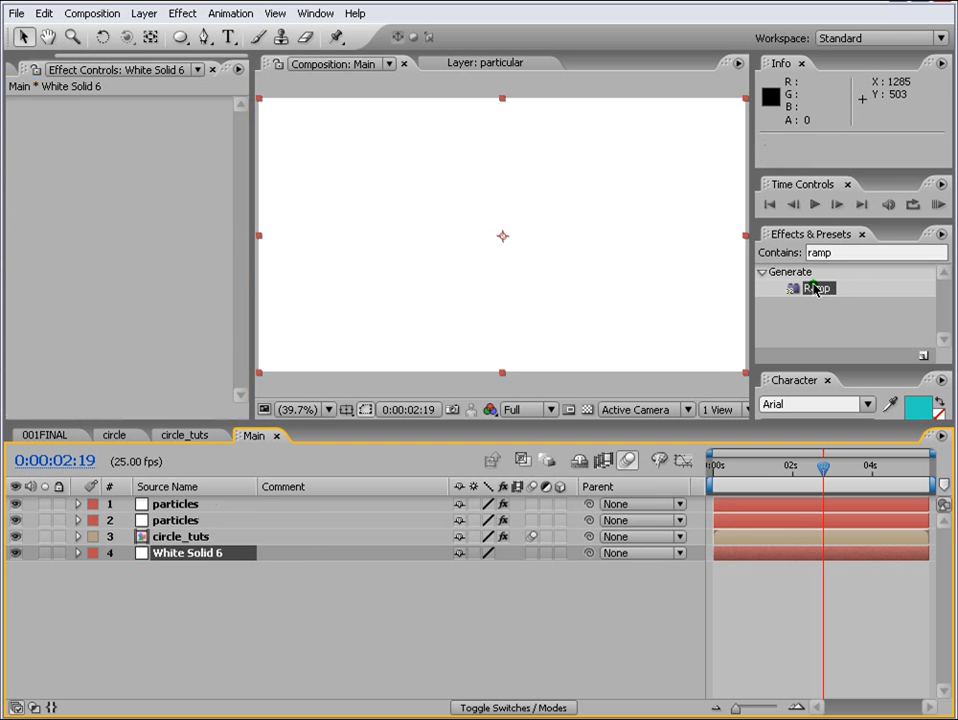 File Edit Composition Layer Effect Animation View Window Help
Workspace: Standard
Effect Controls: White Solid 6
Main * White Solid 6
Composition: Main
Layer: particular
Info
R :
G :
B :
A : 0
X : 1285
Y : 503
Time Controls
Effects & Presets
Contains: ramp
Generate
Ramp
Character
Arial
(39.7%) 0:00:02:19 Full Active Camera 1 View
001FINAL circle circle_tuts Main
0:00:02:19 (25.00 fps)
:00s 02s 04s
# Source Name Comment Parent
1 particles None
2 particles None
3 circle_tuts None
4 White Solid 6 None
Toggle Switches / Modes